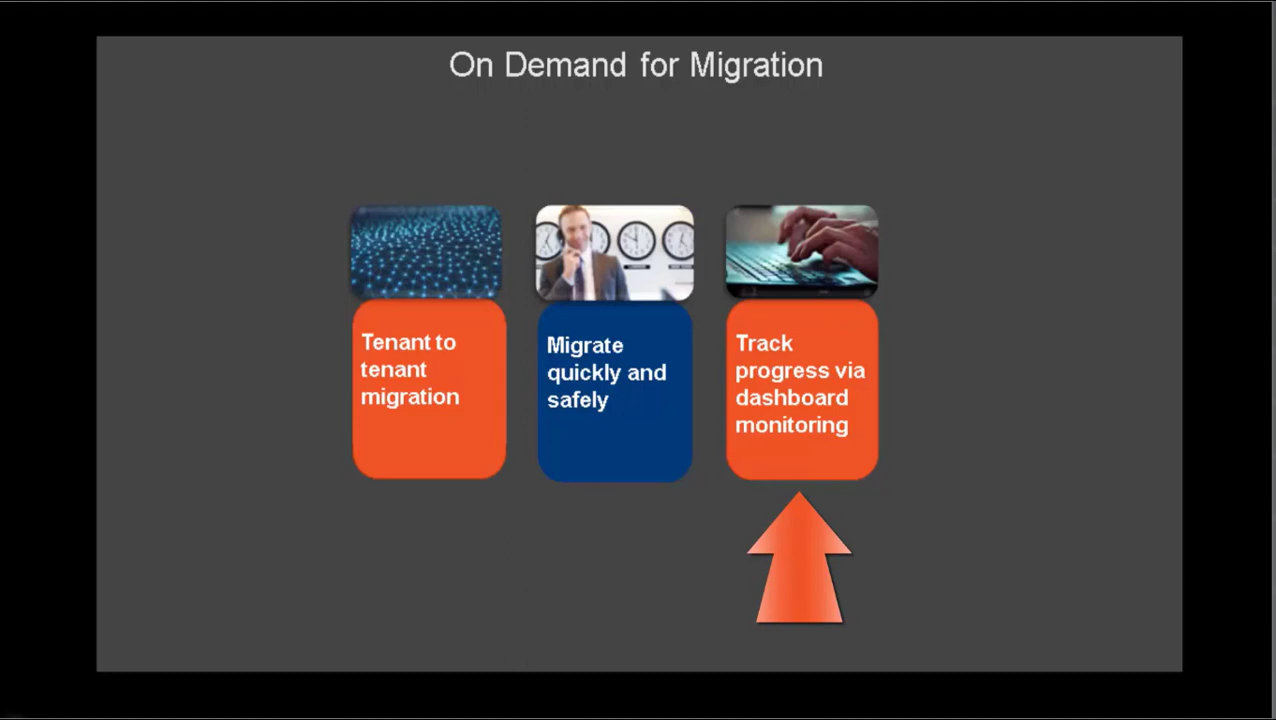 On Demand for Migration
Tenant to
tenant
migration
Migrate
quickly and
safely
Track
progress via
dashboard
monitoring